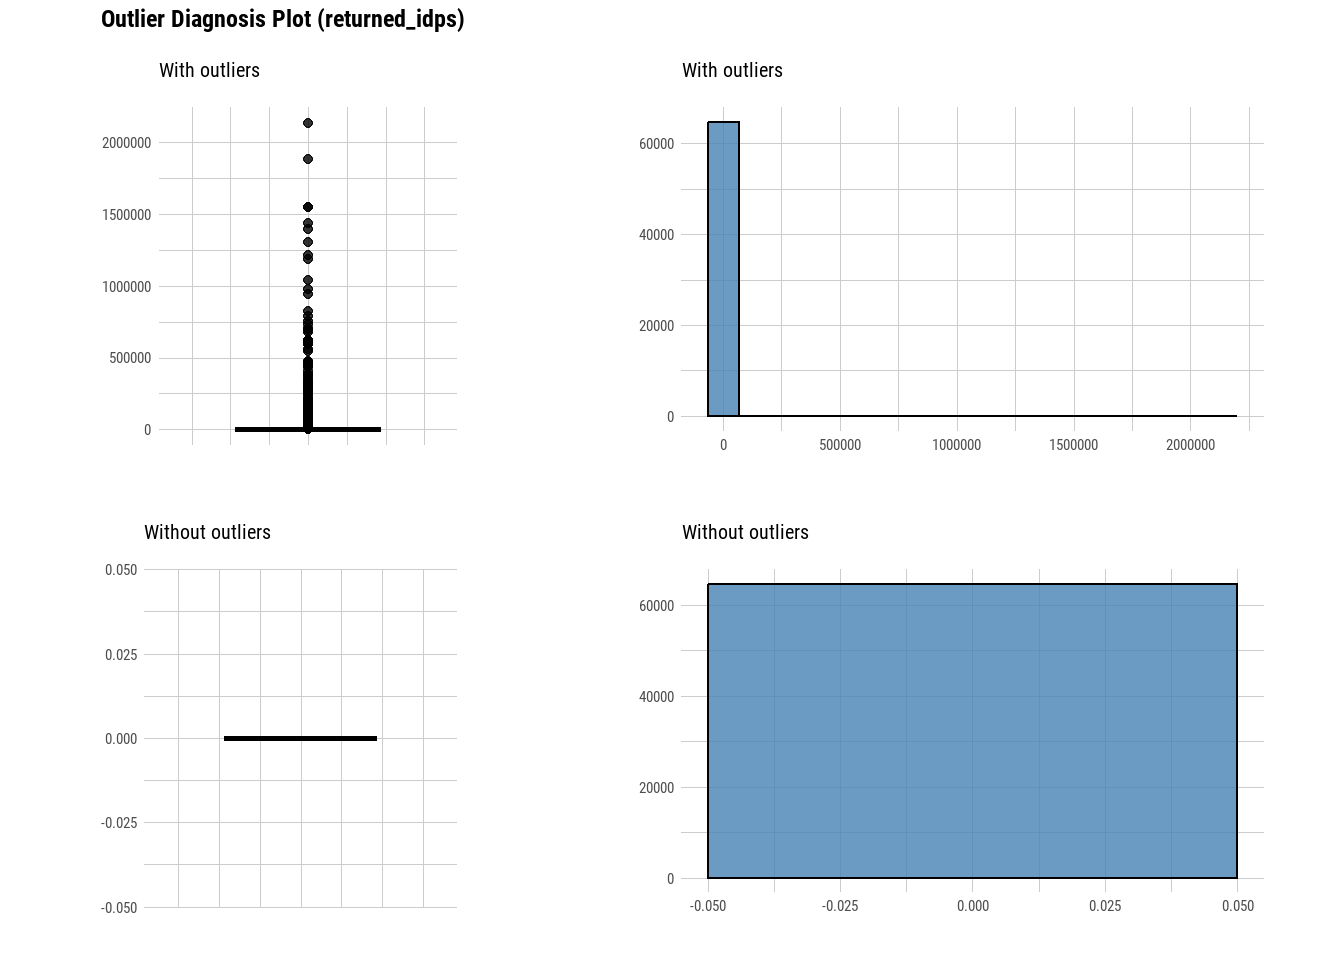 Outlier Diagnosis Plot (returned_idps)
With outliers
2000000
1500000
1000000
500000
0
With outliers
60000
40000
20000
0
0 500000 1000000 1500000 2000000
Without outliers
0.050
0.025
0.000
-0.025
-0.050
Without outliers
60000
40000
20000
0
-0.050 -0.025 0.000 0.025 0.050